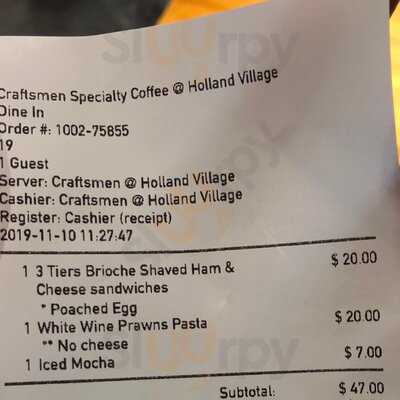 Craftsmen Specialty Coffee @ Holland Village
Dine In
Order #: 1002-75855
19
1 Guest
Server: Craftsmen @ Holland Village
Cashier: Craftsmen @ Holland Village
Register: Cashier (receipt)
2019-11-10 11:27:47
1 3 Tiers Brioche Shaved Ham & $ 20.00
Cheese sandwiches
* Poached Egg
1 White Wine Prawns Pasta $ 20.00
** No cheese
1 Iced Mocha $ 7.00
Subtotal: $ 47.00
sluurpy
sluurpy
sluurpy